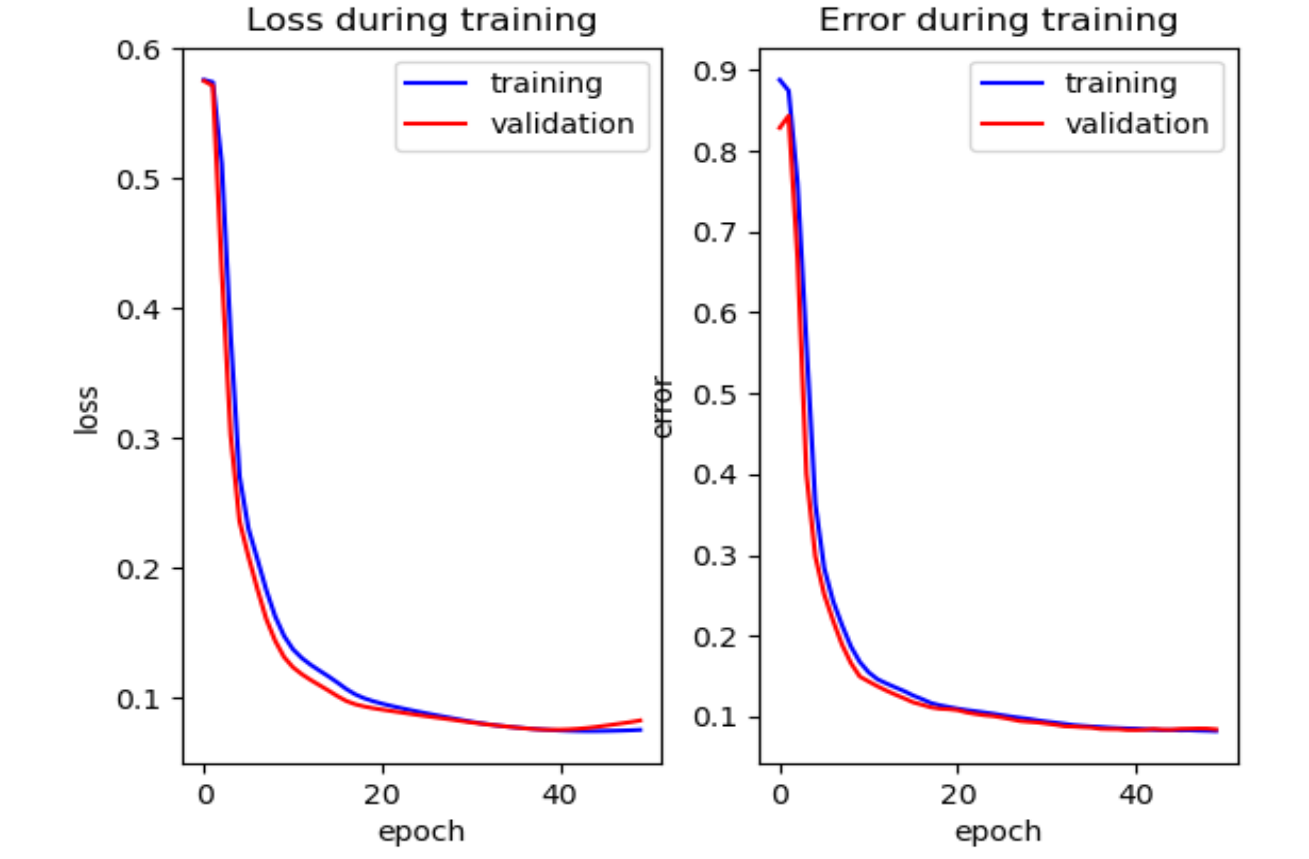 Loss during training
0.6
0.5
0.4
0.3
0.2
0.1
loss
training
validation
0
20
40
epoch
Error during training
0.9
0.8
0.7
0.6
0.5
0.4
0.3
0.2
0.1
error
training
validation
0
20
40
epoch